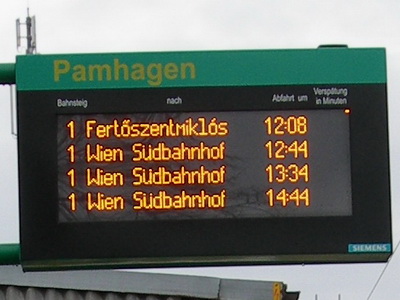 Pamhagen
Bahnsteig nach Abfahrt um Verspätung in Minuten
1 Fertőszentmiklós 12:08
1 Wien Südbahnhof 12:44
1 Wien Südbahnhof 13:34
1 Wien Südbahnhof 14:44
SIEMENS